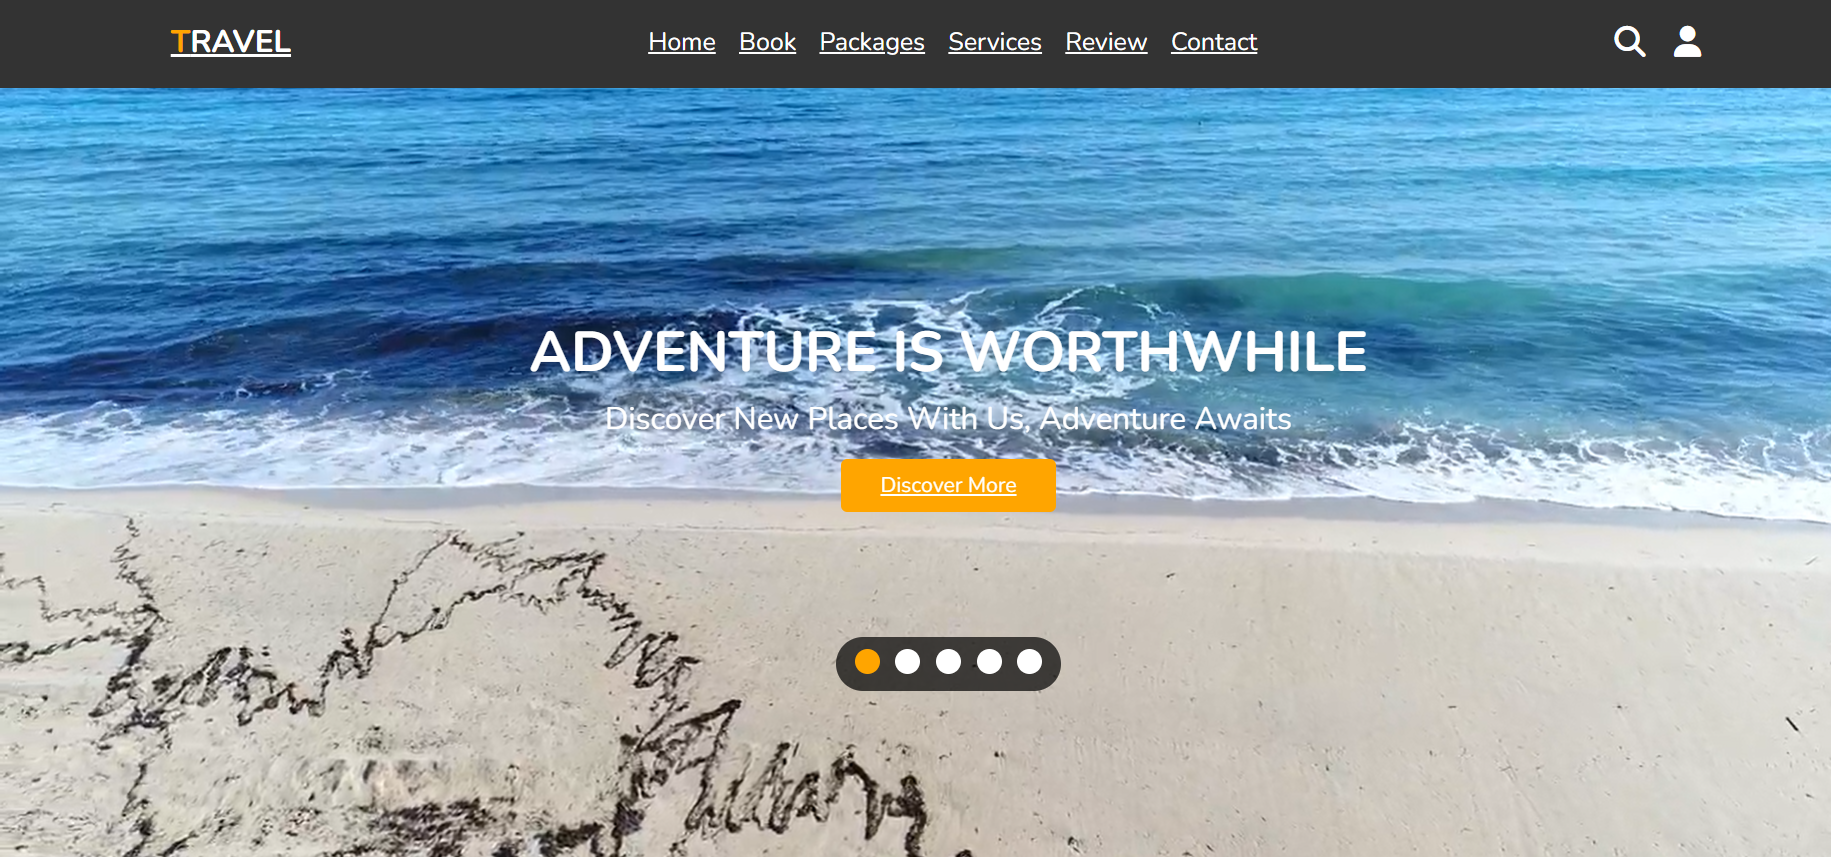 TRAVEL
Home Book Packages Services Review Contact
ADVENTURE IS WORTHWHILE
Discover New Places With Us, Adventure Awaits
Discover More